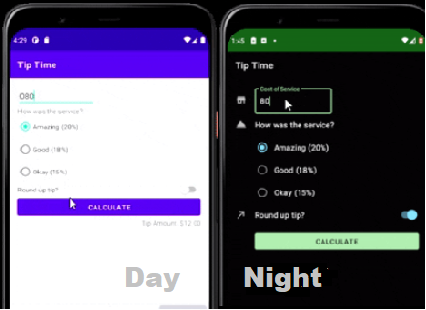 4:29
Tip Time
080
How was the service?
Amazing (20%)
Good (18%)
Okay (15%)
Round up tip?
CALCULATE
Tip Amount: $12.00
Day
1:45
Tip Time
Cost of Service
80
How was the service?
Amazing (20%)
Good (18%)
Okay (15%)
Round up tip?
CALCULATE
Night